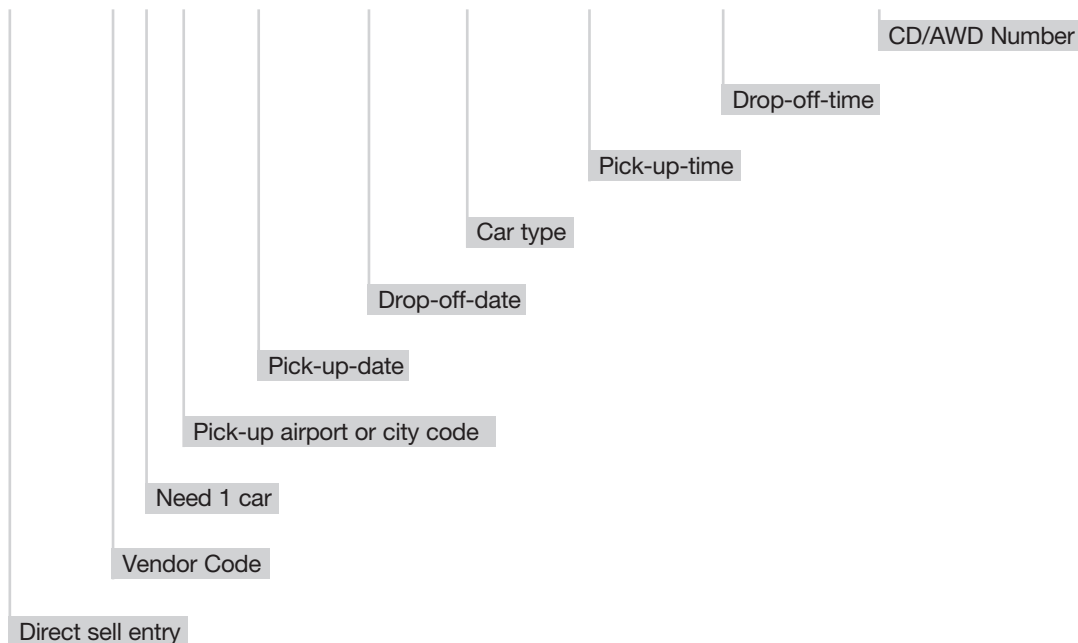 CD/AWD Number
Drop-off-time
Pick-up-time
Car type
Drop-off-date
Pick-up-date
Pick-up airport or city code
Need 1 car
Vendor Code
Direct sell entry